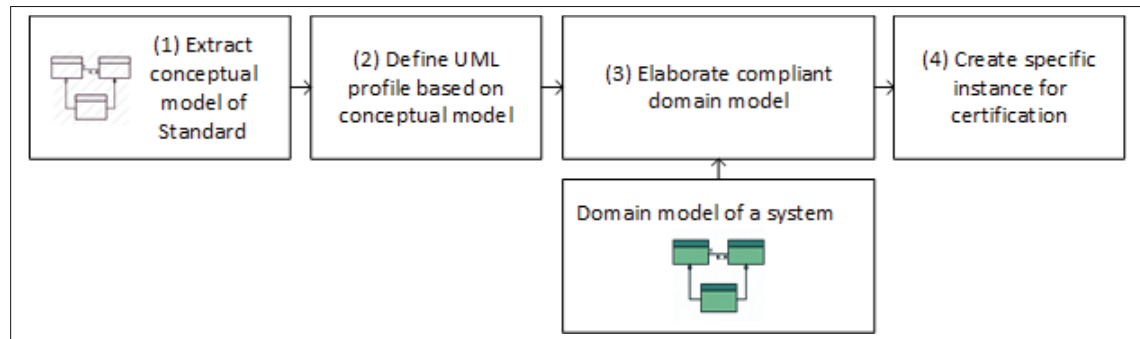 (1) Extract
conceptual
model of
Standard
(2) Define UML
profile based on
conceptual model
(3) Elaborate compliant
domain model
(4) Create specific
instance for
certification
Domain model of a system